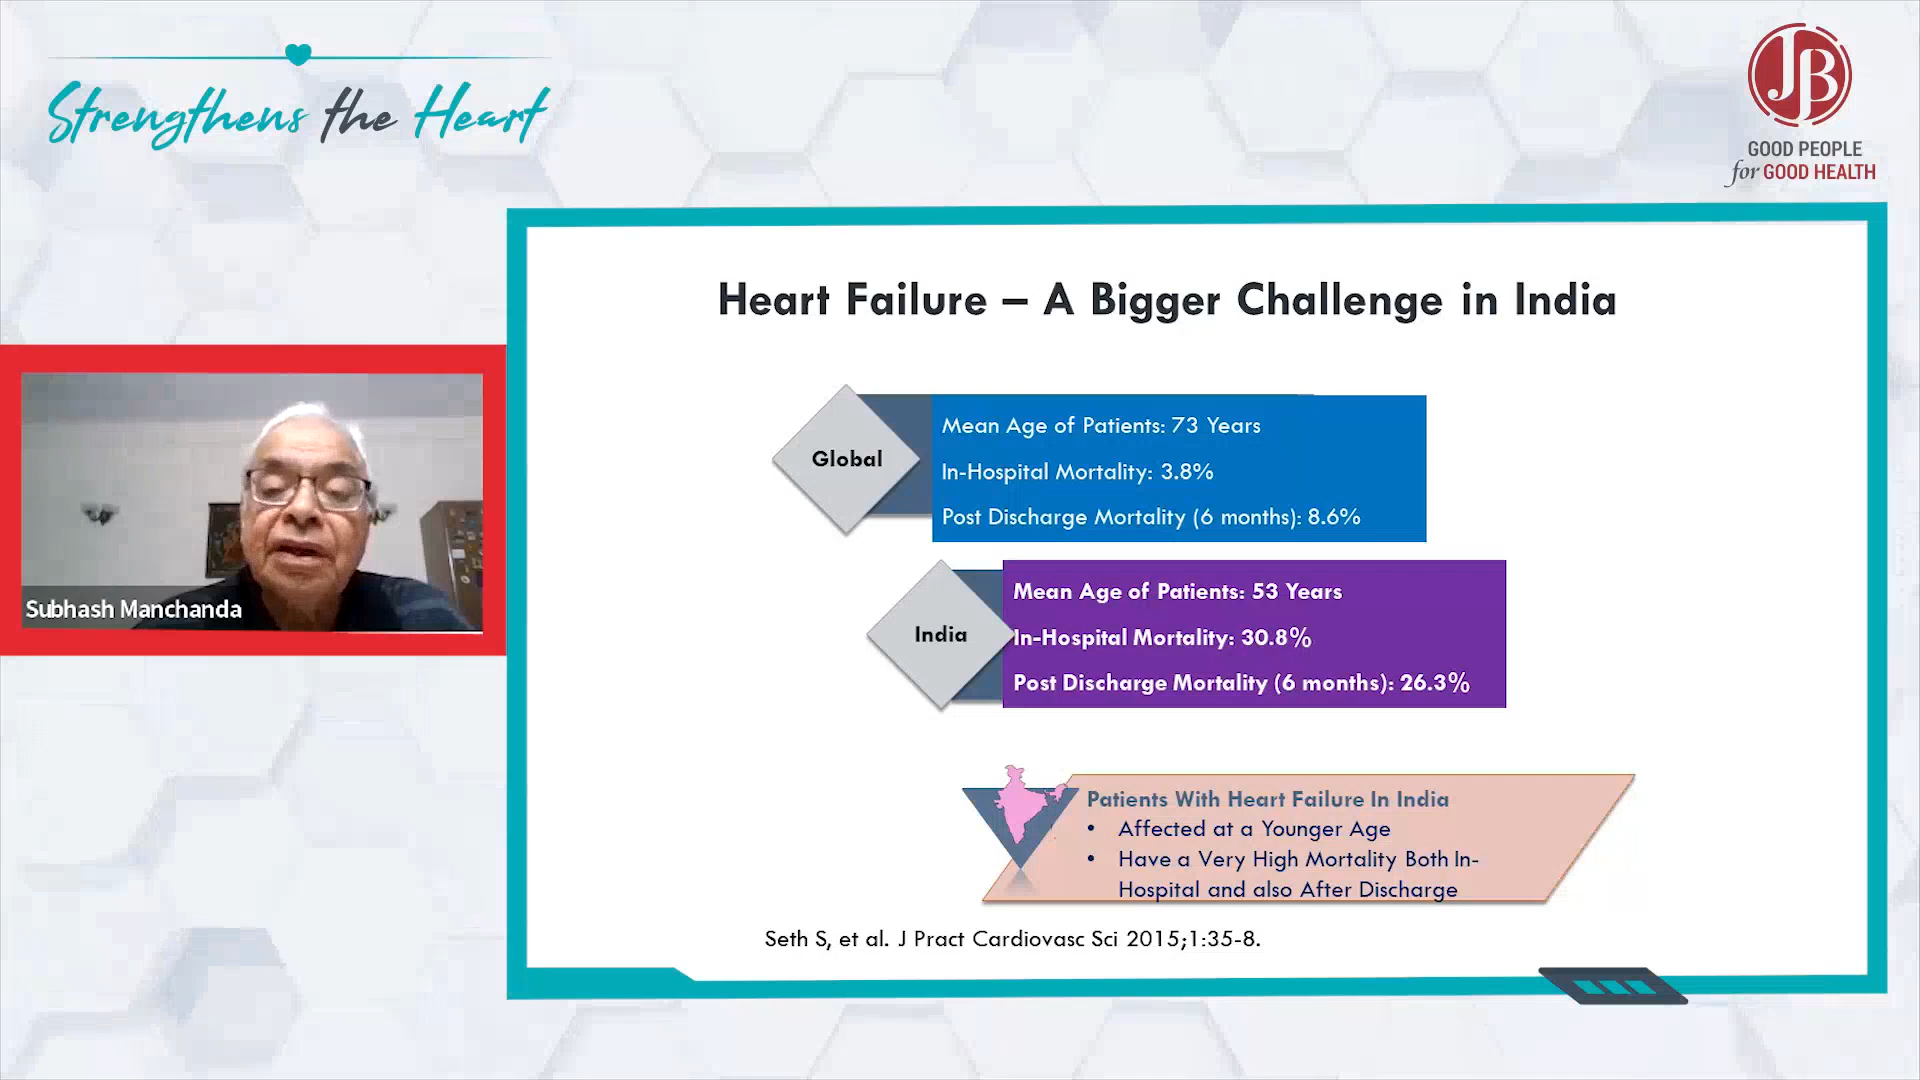 Strengthens the Heart
JB
GOOD PEOPLE
for GOOD HEALTH
Heart Failure – A Bigger Challenge in India
Global
Mean Age of Patients: 73 Years
In-Hospital Mortality: 3.8%
Post Discharge Mortality (6 months): 8.6%
India
Mean Age of Patients: 53 Years
In-Hospital Mortality: 30.8%
Post Discharge Mortality (6 months): 26.3%
Patients With Heart Failure In India
• Affected at a Younger Age
• Have a Very High Mortality Both In-
Hospital and also After Discharge
Seth S, et al. J Pract Cardiovasc Sci 2015;1:35-8.
Subhash Manchanda